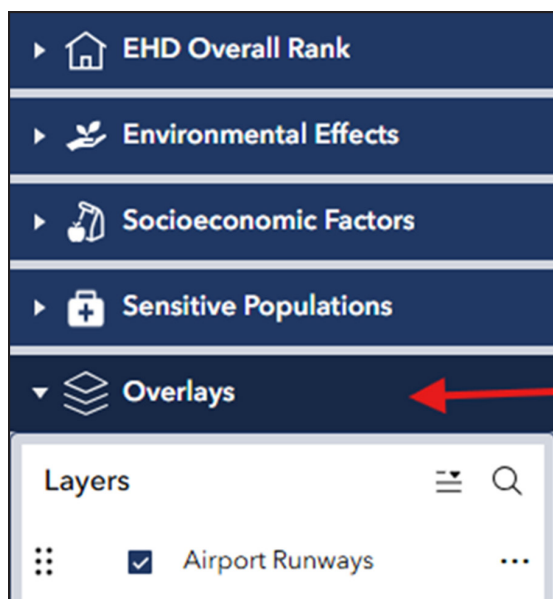 EHD Overall Rank
Environmental Effects
Socioeconomic Factors
Sensitive Populations
Overlays
Layers
Airport Runways